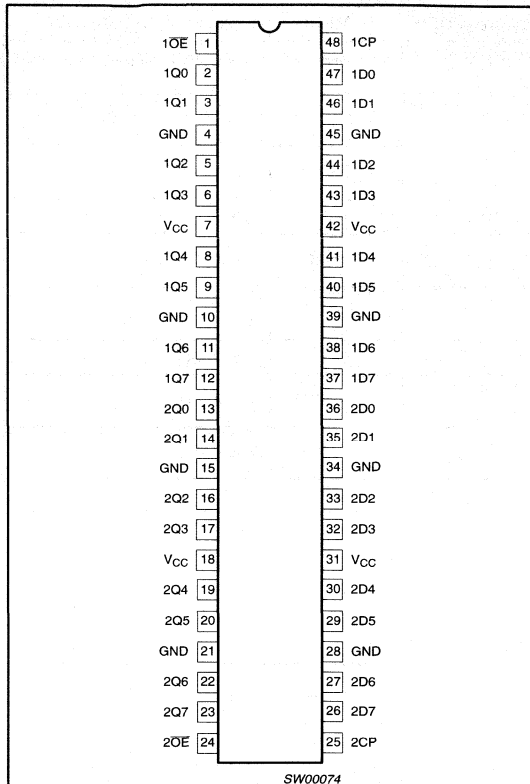 1OE 1 48 1CP
1Q0 2 47 1D0
1Q1 3 46 1D1
GND 4 45 GND
1Q2 5 44 1D2
1Q3 6 43 1D3
VCC 7 42 VCC
1Q4 8 41 1D4
1Q5 9 40 1D5
GND 10 39 GND
1Q6 11 38 1D6
1Q7 12 37 1D7
2Q0 13 36 2D0
2Q1 14 35 2D1
GND 15 34 GND
2Q2 16 33 2D2
2Q3 17 32 2D3
VCC 18 31 VCC
2Q4 19 30 2D4
2Q5 20 29 2D5
GND 21 28 GND
2Q6 22 27 2D6
2Q7 23 26 2D7
2OE 24 25 2CP
SW00074